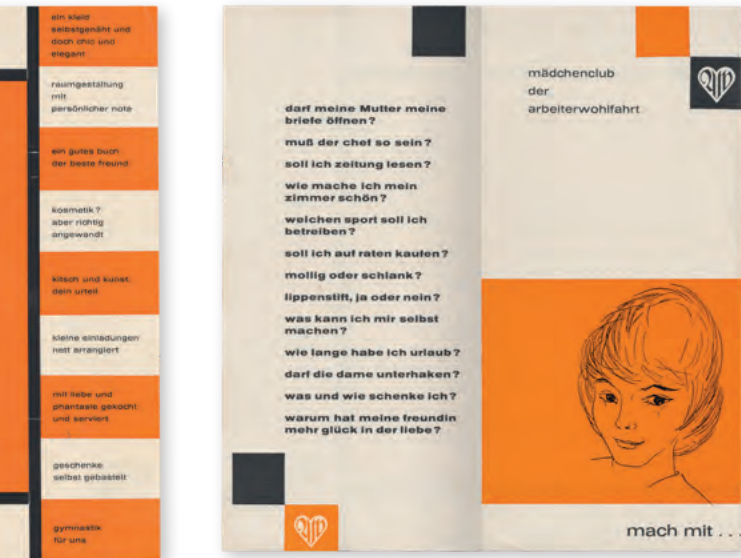 ein kleid
selbstgenäht und
doch chic und
elegant
raumgestaltung
mit
persönlicher note
ein gutes buch
der beste freund
kosmetik?
aber richtig
angewandt
kitsch und kunst:
dein urteil
kleine einladungen
nett arrangiert
mit liebe und
phantasie gekocht
und serviert
geschenke
selbst gebastelt
gymnastik
für uns
darf meine Mutter meine
briefe öffnen?
muß der chef so sein?
soll ich zeitung lesen?
wie mache ich mein
zimmer schön?
welchen sport soll ich
betreiben?
soll ich auf raten kaufen?
mollig oder schlank?
lippenstift, ja oder nein?
was kann ich mir selbst
machen?
wie lange habe ich urlaub?
darf die dame unterhaken?
was und wie schenke ich?
warum hat meine freundin
mehr glück in der liebe?
AW
mädchenclub
der
arbeiterwohlfahrt
AW
mach mit . . .